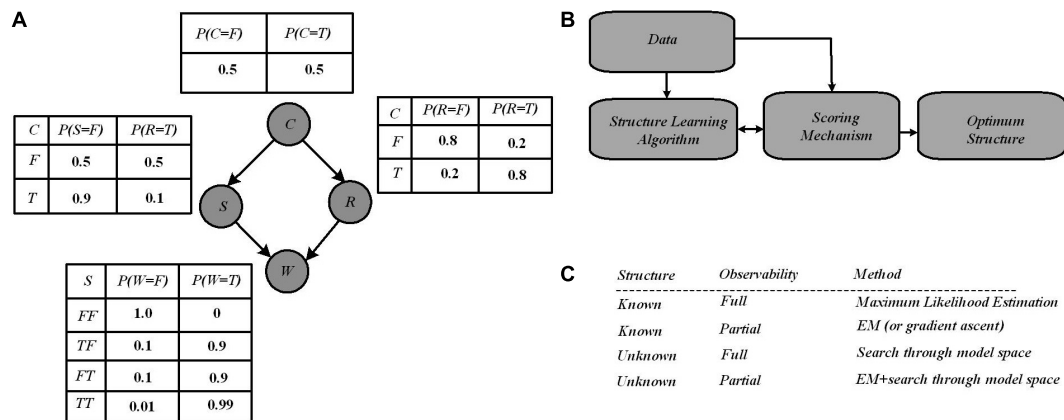 A
P(C=F) P(C=T)
0.5 0.5
C P(S=F) P(R=T)
F 0.5 0.5
T 0.9 0.1
C P(R=F) P(R=T)
F 0.8 0.2
T 0.2 0.8
C
S
R
W
S P(W=F) P(W=T)
FF 1.0 0
TF 0.1 0.9
FT 0.1 0.9
TT 0.01 0.99
B
Data
Structure Learning
Algorithm
Scoring
Mechanism
Optimum
Structure
C
Structure Observability Method
Known Full Maximum Likelihood Estimation
Known Partial EM (or gradient ascent)
Unknown Full Search through model space
Unknown Partial EM+search through model space